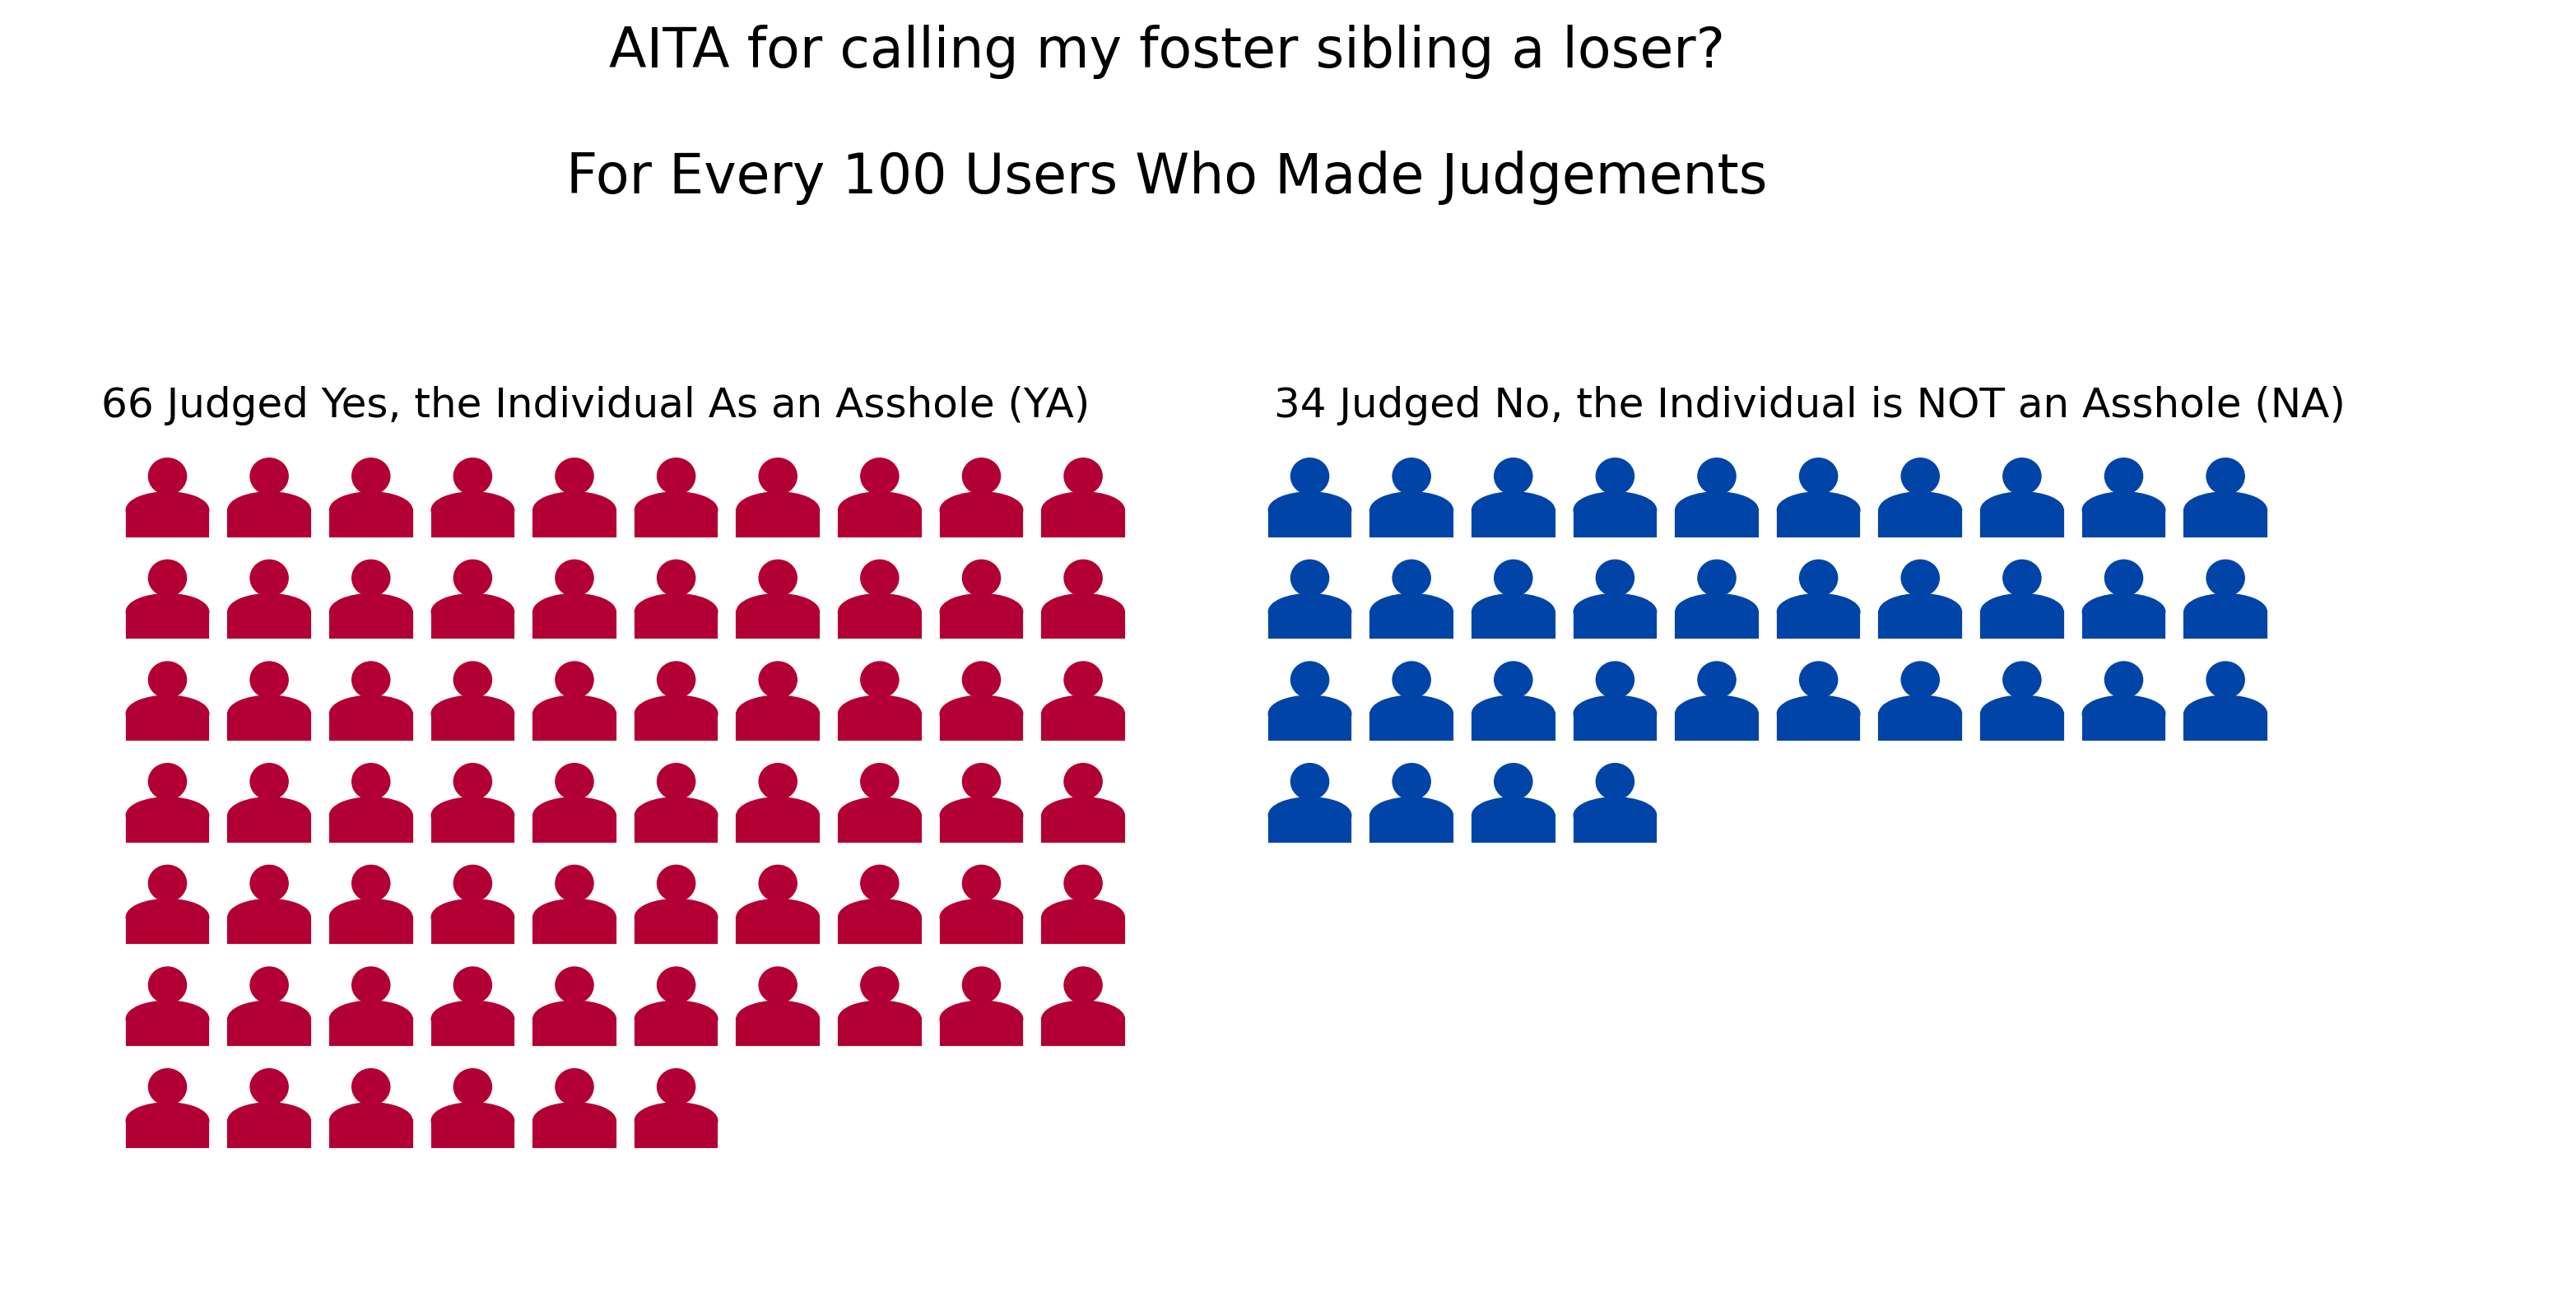 AITA for calling my foster sibling a loser?
For Every 100 Users Who Made Judgements
66 Judged Yes, the Individual As an Asshole (YA)
34 Judged No, the Individual is NOT an Asshole (NA)